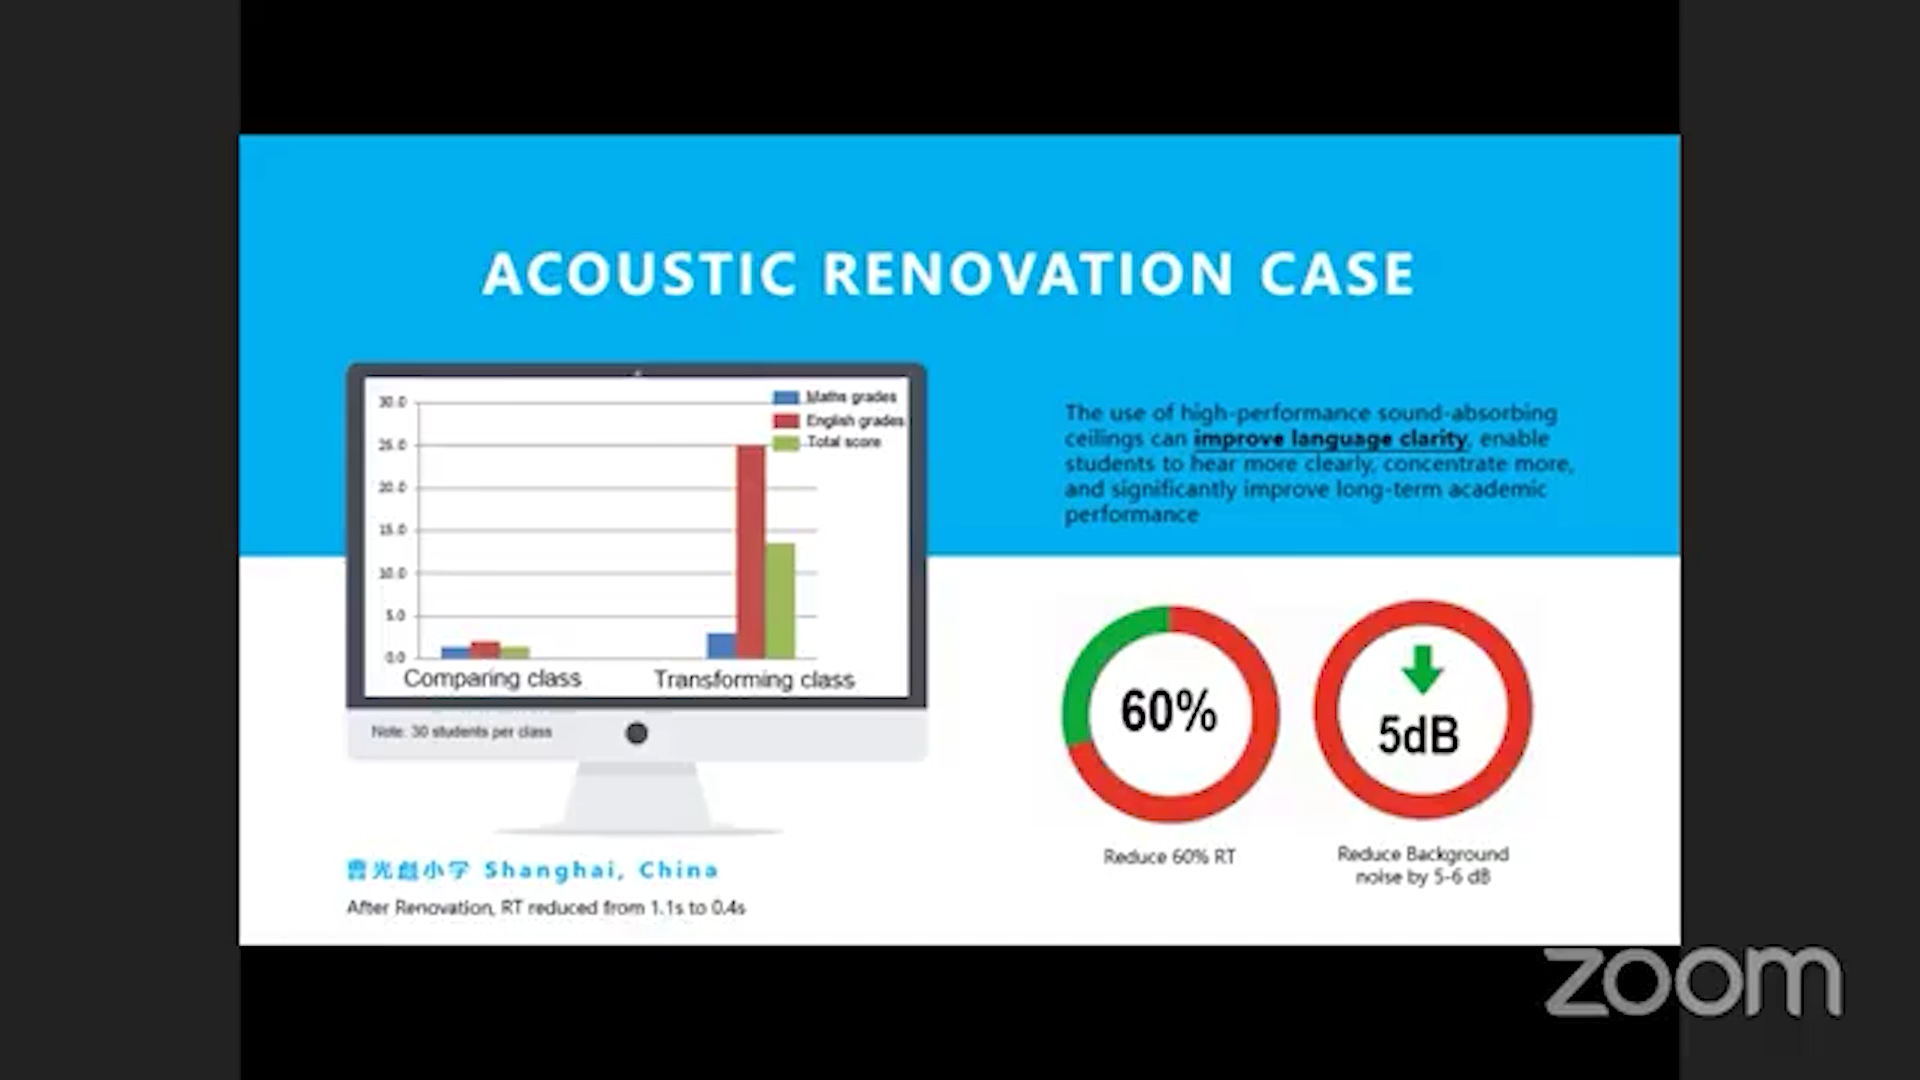 ACOUSTIC RENOVATION CASE
30.0
25.0
20.0
15.0
10.0
5.0
0.0
Maths grades
English grades
Total score
Comparing class
Transforming class
Note: 30 students per class
The use of high-performance sound-absorbing
ceilings can improve language clarity, enable
students to hear more clearly, concentrate more,
and significantly improve long-term academic
performance
60%
Reduce 60% RT
5dB
Reduce Background
noise by 5-6 dB
小学 Shanghai, China
After Renovation, RT reduced from 1.1s to 0.4s
zoom